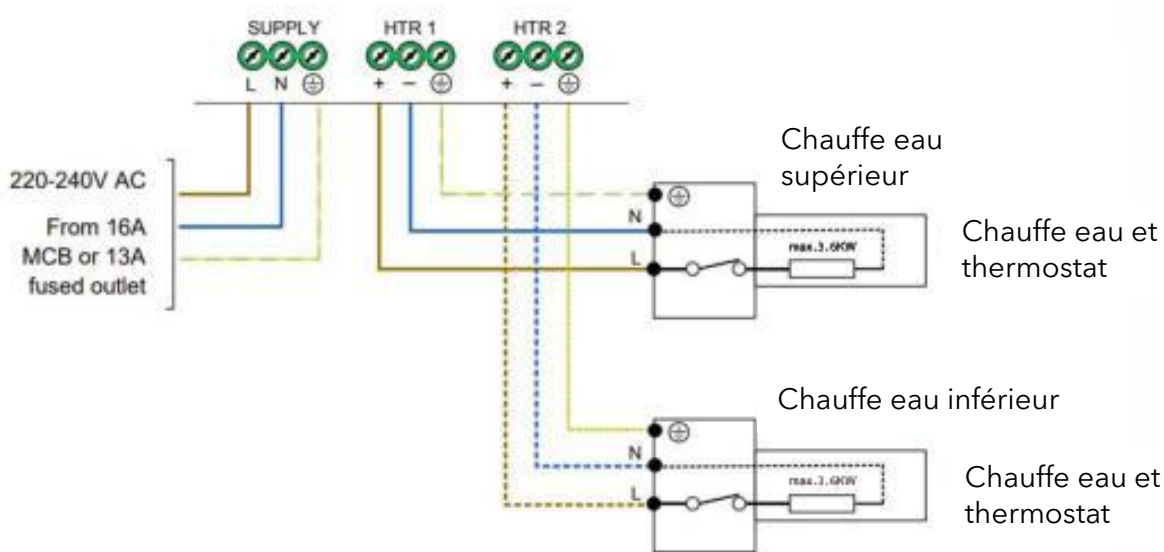 SUPPLY HTR 1 HTR 2
L N + – + –
220-240V AC
From 16A
MCB or 13A
fused outlet
Chauffe eau
supérieur
N
L
max.3.6KW
Chauffe eau et
thermostat
Chauffe eau inférieur
N
L
max.3.6KW
Chauffe eau et
thermostat